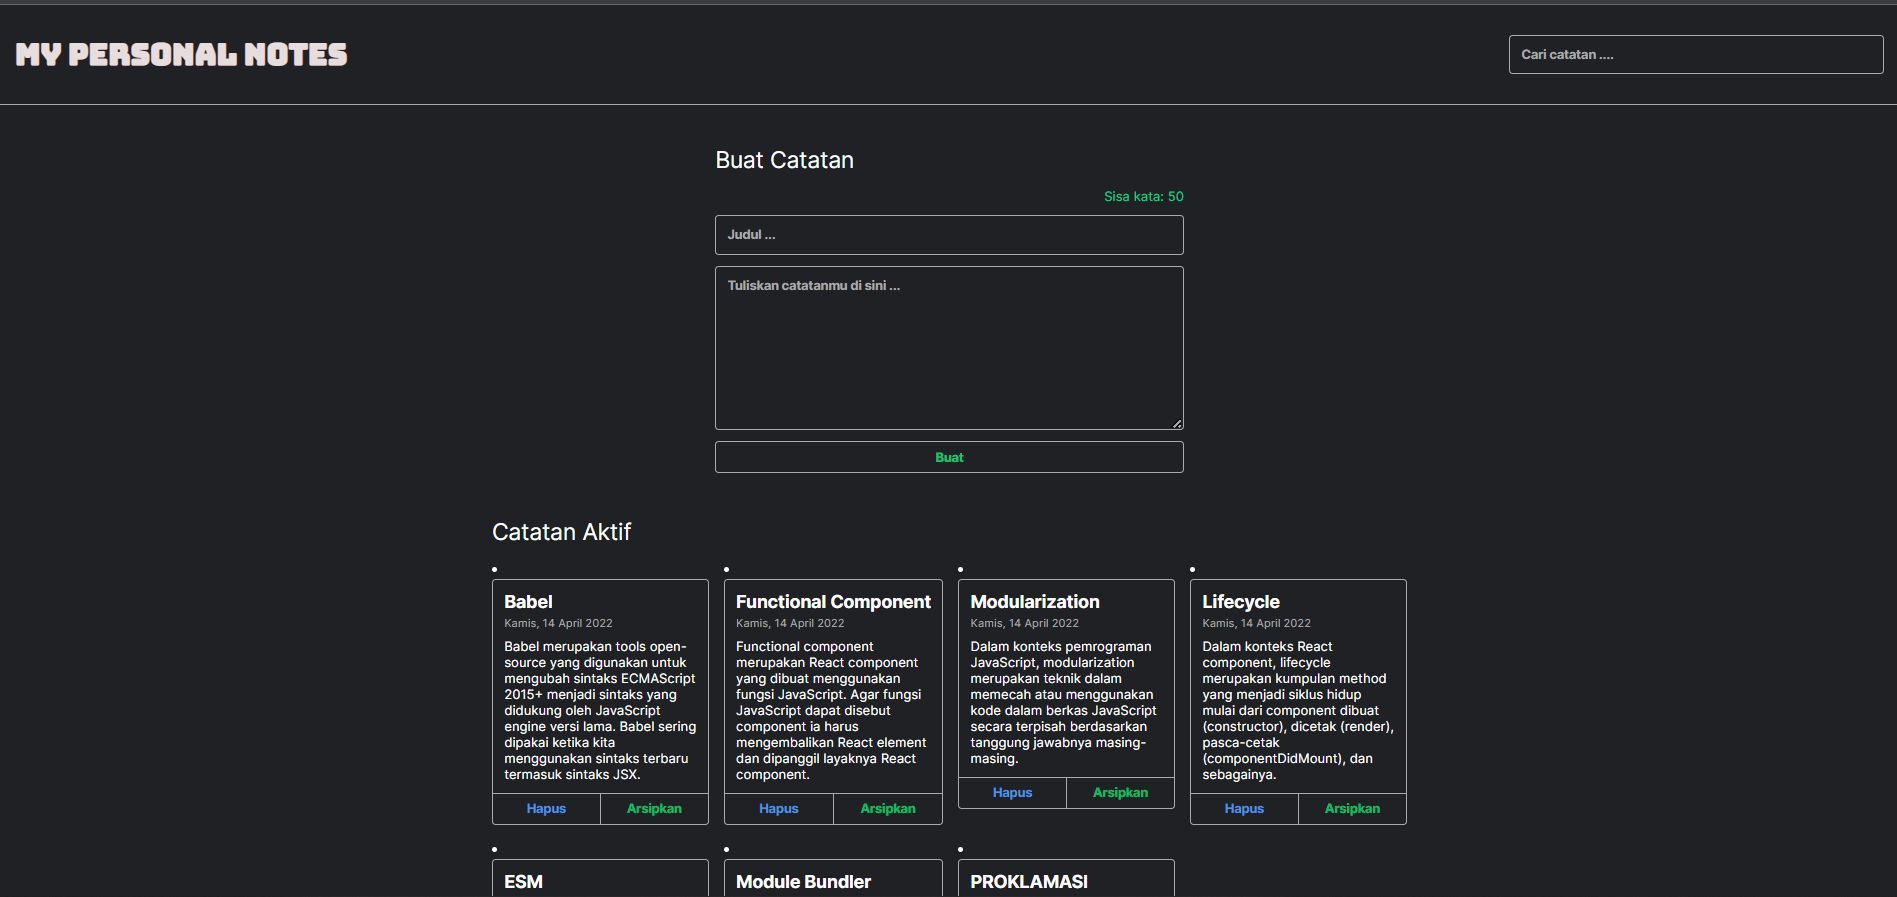 MY PERSONAL NOTES
Cari catatan ....
Buat Catatan
Sisa kata: 50
Judul ...
Tuliskan catatanmu di sini ...
Buat
Catatan Aktif
Babel
Kamis, 14 April 2022
Babel merupakan tools open-
source yang digunakan untuk
mengubah sintaks ECMAScript
2015+ menjadi sintaks yang
didukung oleh JavaScript
engine versi lama. Babel sering
dipakai ketika kita
menggunakan sintaks terbaru
termasuk sintaks JSX.
Hapus
Arsipkan
Functional Component
Kamis, 14 April 2022
Functional component
merupakan React component
yang dibuat menggunakan
fungsi JavaScript. Agar fungsi
JavaScript dapat disebut
component ia harus
mengembalikan React element
dan dipanggil layaknya React
component.
Hapus
Arsipkan
Modularization
Kamis, 14 April 2022
Dalam konteks pemrograman
JavaScript, modularization
merupakan teknik dalam
memecah atau menggunakan
kode dalam berkas JavaScript
secara terpisah berdasarkan
tanggung jawabnya masing-
masing.
Hapus
Arsipkan
Lifecycle
Kamis, 14 April 2022
Dalam konteks React
component, lifecycle
merupakan kumpulan method
yang menjadi siklus hidup
mulai dari component dibuat
(constructor), dicetak (render),
pasca-cetak
(componentDidMount), dan
sebagainya.
Hapus
Arsipkan
ESM
Module Bundler
PROKLAMASI